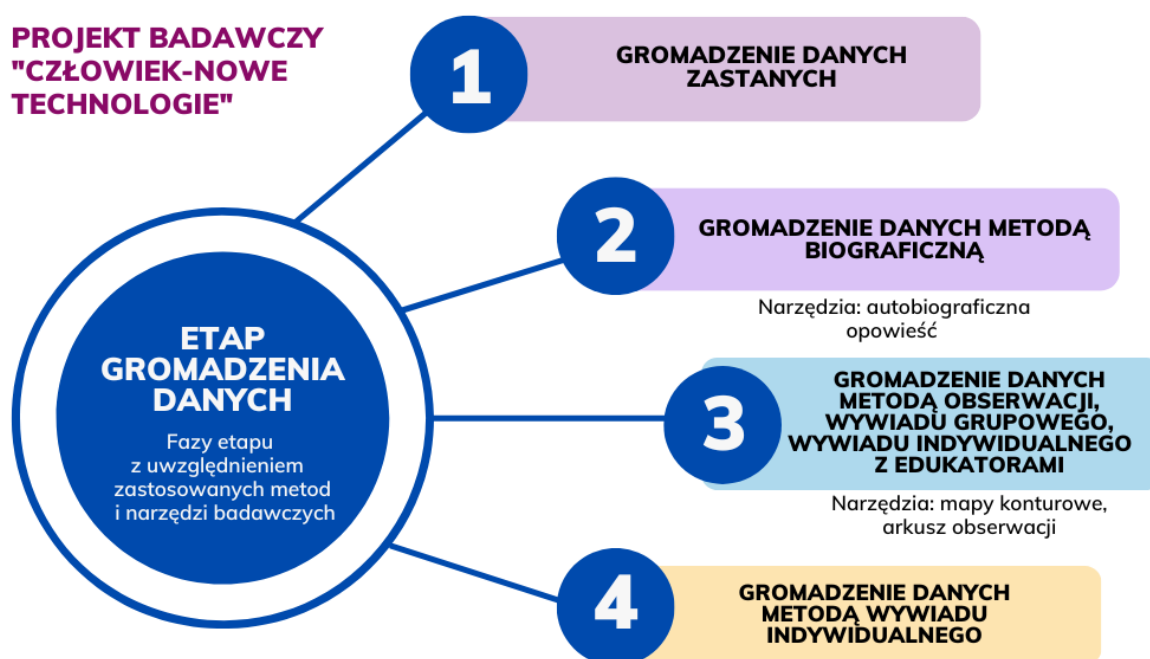 PROJEKT BADAWCZY
"CZŁOWIEK-NOWE
TECHNOLOGIE"
1
GROMADZENIE DANYCH
ZASTANYCH
2
GROMADZENIE DANYCH METODĄ
BIOGRAFICZNĄ
Narzędzia: autobiograficzna
opowieść
ETAP
GROMADZENIA
DANYCH
Fazy etapu
z uwzględnieniem
zastosowanych metod
i narzędzi badawczych
3
GROMADZENIE DANYCH
METODĄ OBSERWACJI,
WYWIADU GRUPOWEGO,
WYWIADU INDYWIDUALNEGO
Z EDUKATORAMI
Narzędzia: mapy konturowe,
arkusz obserwacji
4
GROMADZENIE DANYCH
METODĄ WYWIADU
INDYWIDUALNEGO